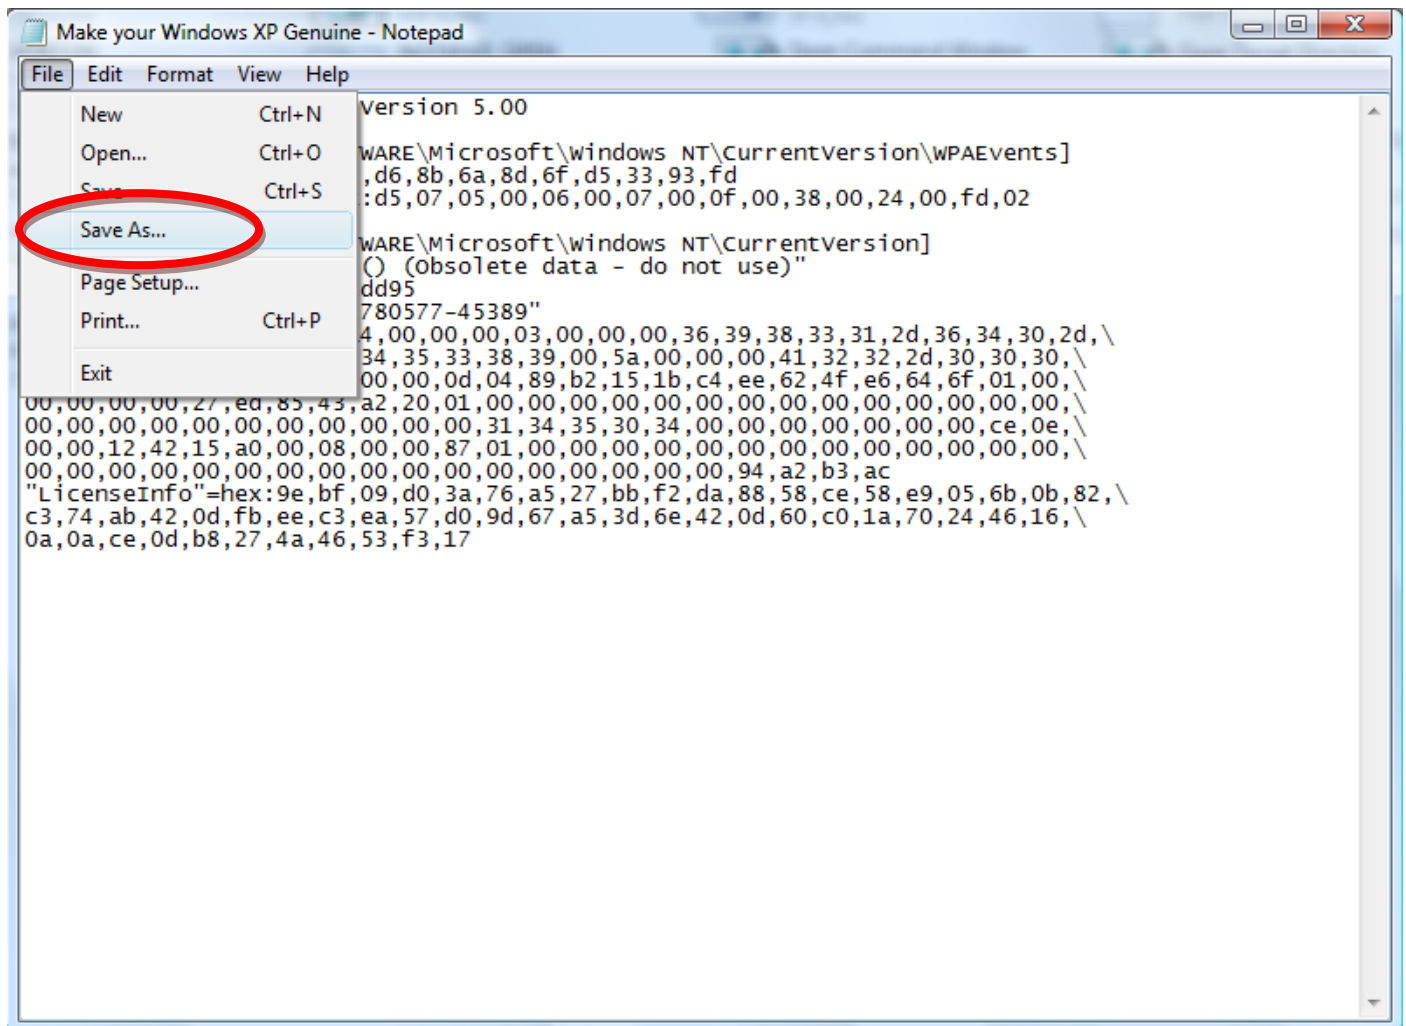 Make your Windows XP Genuine - Notepad
File Edit Format View Help
New Ctrl+N
Open... Ctrl+O
Save Ctrl+S
Save As...
Page Setup...
Print... Ctrl+P
Exit
Version 5.00
WARE\Microsoft\Windows NT\CurrentVersion\WPAEvents]
,d6,8b,6a,8d,6f,d5,33,93,fd
:d5,07,05,00,06,00,07,00,0f,00,38,00,24,00,fd,02
WARE\Microsoft\Windows NT\CurrentVersion]
() (Obsolete data - do not use)"
dd95
780577-45389"
4,00,00,00,03,00,00,00,36,39,38,33,31,2d,36,34,30,2d,\
34,35,33,38,39,00,5a,00,00,00,41,32,32,2d,30,30,30,\
00,00,0d,04,89,b2,15,1b,c4,ee,62,4f,e6,64,6f,01,00,\
00,00,00,00,27,ed,85,43,a2,20,01,00,00,00,00,00,00,00,00,00,00,00,00,00,\
00,00,00,00,00,00,00,00,00,00,00,31,34,35,30,34,00,00,00,00,00,00,00,ce,0e,\
00,00,12,42,15,a0,00,08,00,00,87,01,00,00,00,00,00,00,00,00,00,00,00,00,00,\
00,00,00,00,00,00,00,00,00,00,00,00,00,00,00,00,00,94,a2,b3,ac
"LicenseInfo"=hex:9e,bf,09,d0,3a,76,a5,27,bb,f2,da,88,58,ce,58,e9,05,6b,0b,82,\
c3,74,ab,42,0d,fb,ee,c3,ea,57,d0,9d,67,a5,3d,6e,42,0d,60,c0,1a,70,24,46,16,\
0a,0a,ce,0d,b8,27,4a,46,53,f3,17